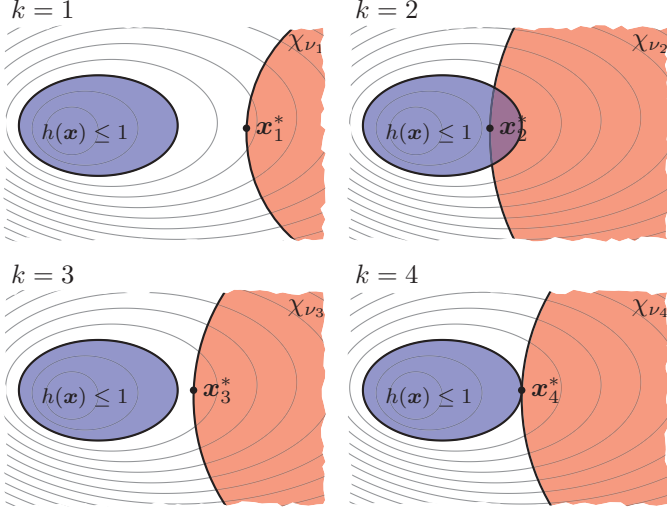 k = 1
k = 2
χ_{ν_1}
h(x) ≤ 1
x_1^*
χ_{ν_2}
h(x) ≤ 1
x_2^*
k = 3
k = 4
χ_{ν_3}
h(x) ≤ 1
x_3^*
χ_{ν_4}
h(x) ≤ 1
x_4^*